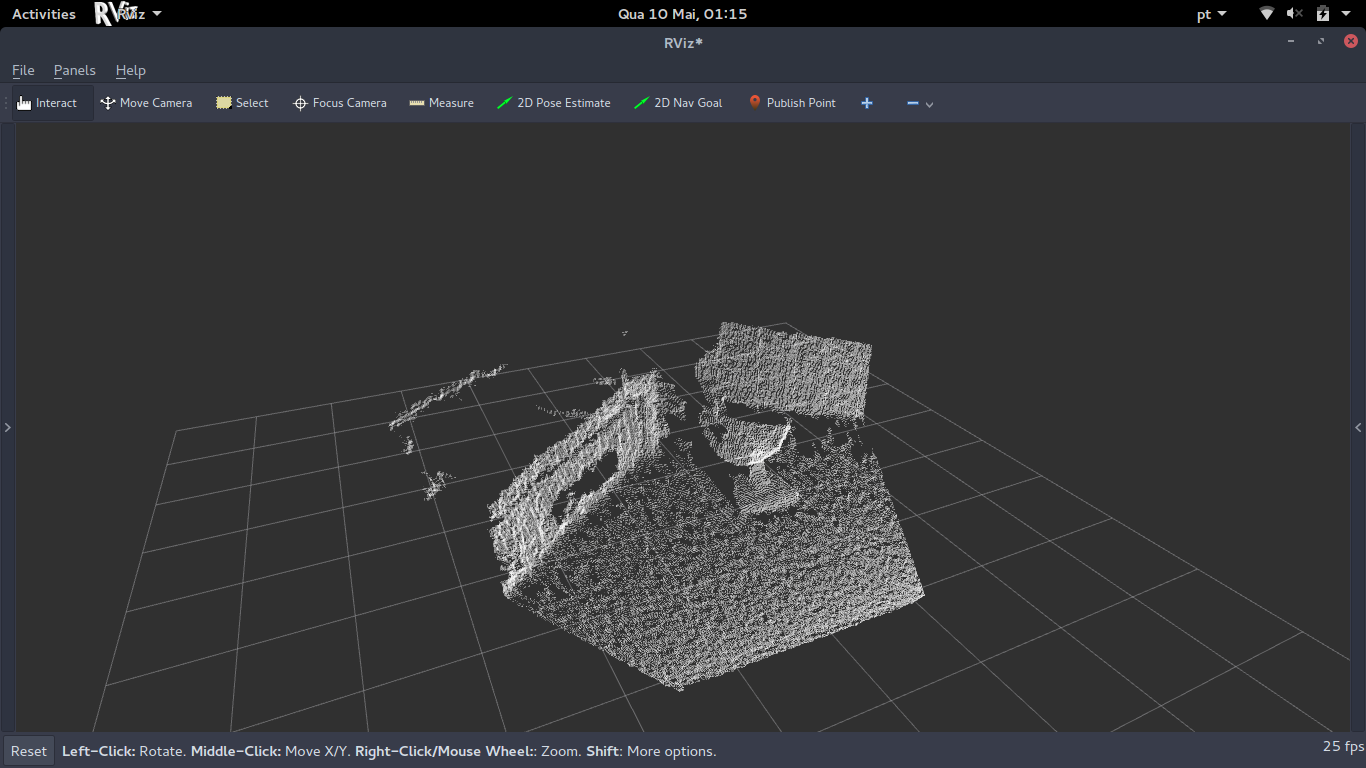 Activities RViz RViz Qua 10 Mai, 01:15 pt
RViz*
File Panels Help
Interact Move Camera Select Focus Camera Measure 2D Pose Estimate 2D Nav Goal Publish Point
Reset Left-Click: Rotate. Middle-Click: Move X/Y. Right-Click/Mouse Wheel:: Zoom. Shift: More options. 25 fps